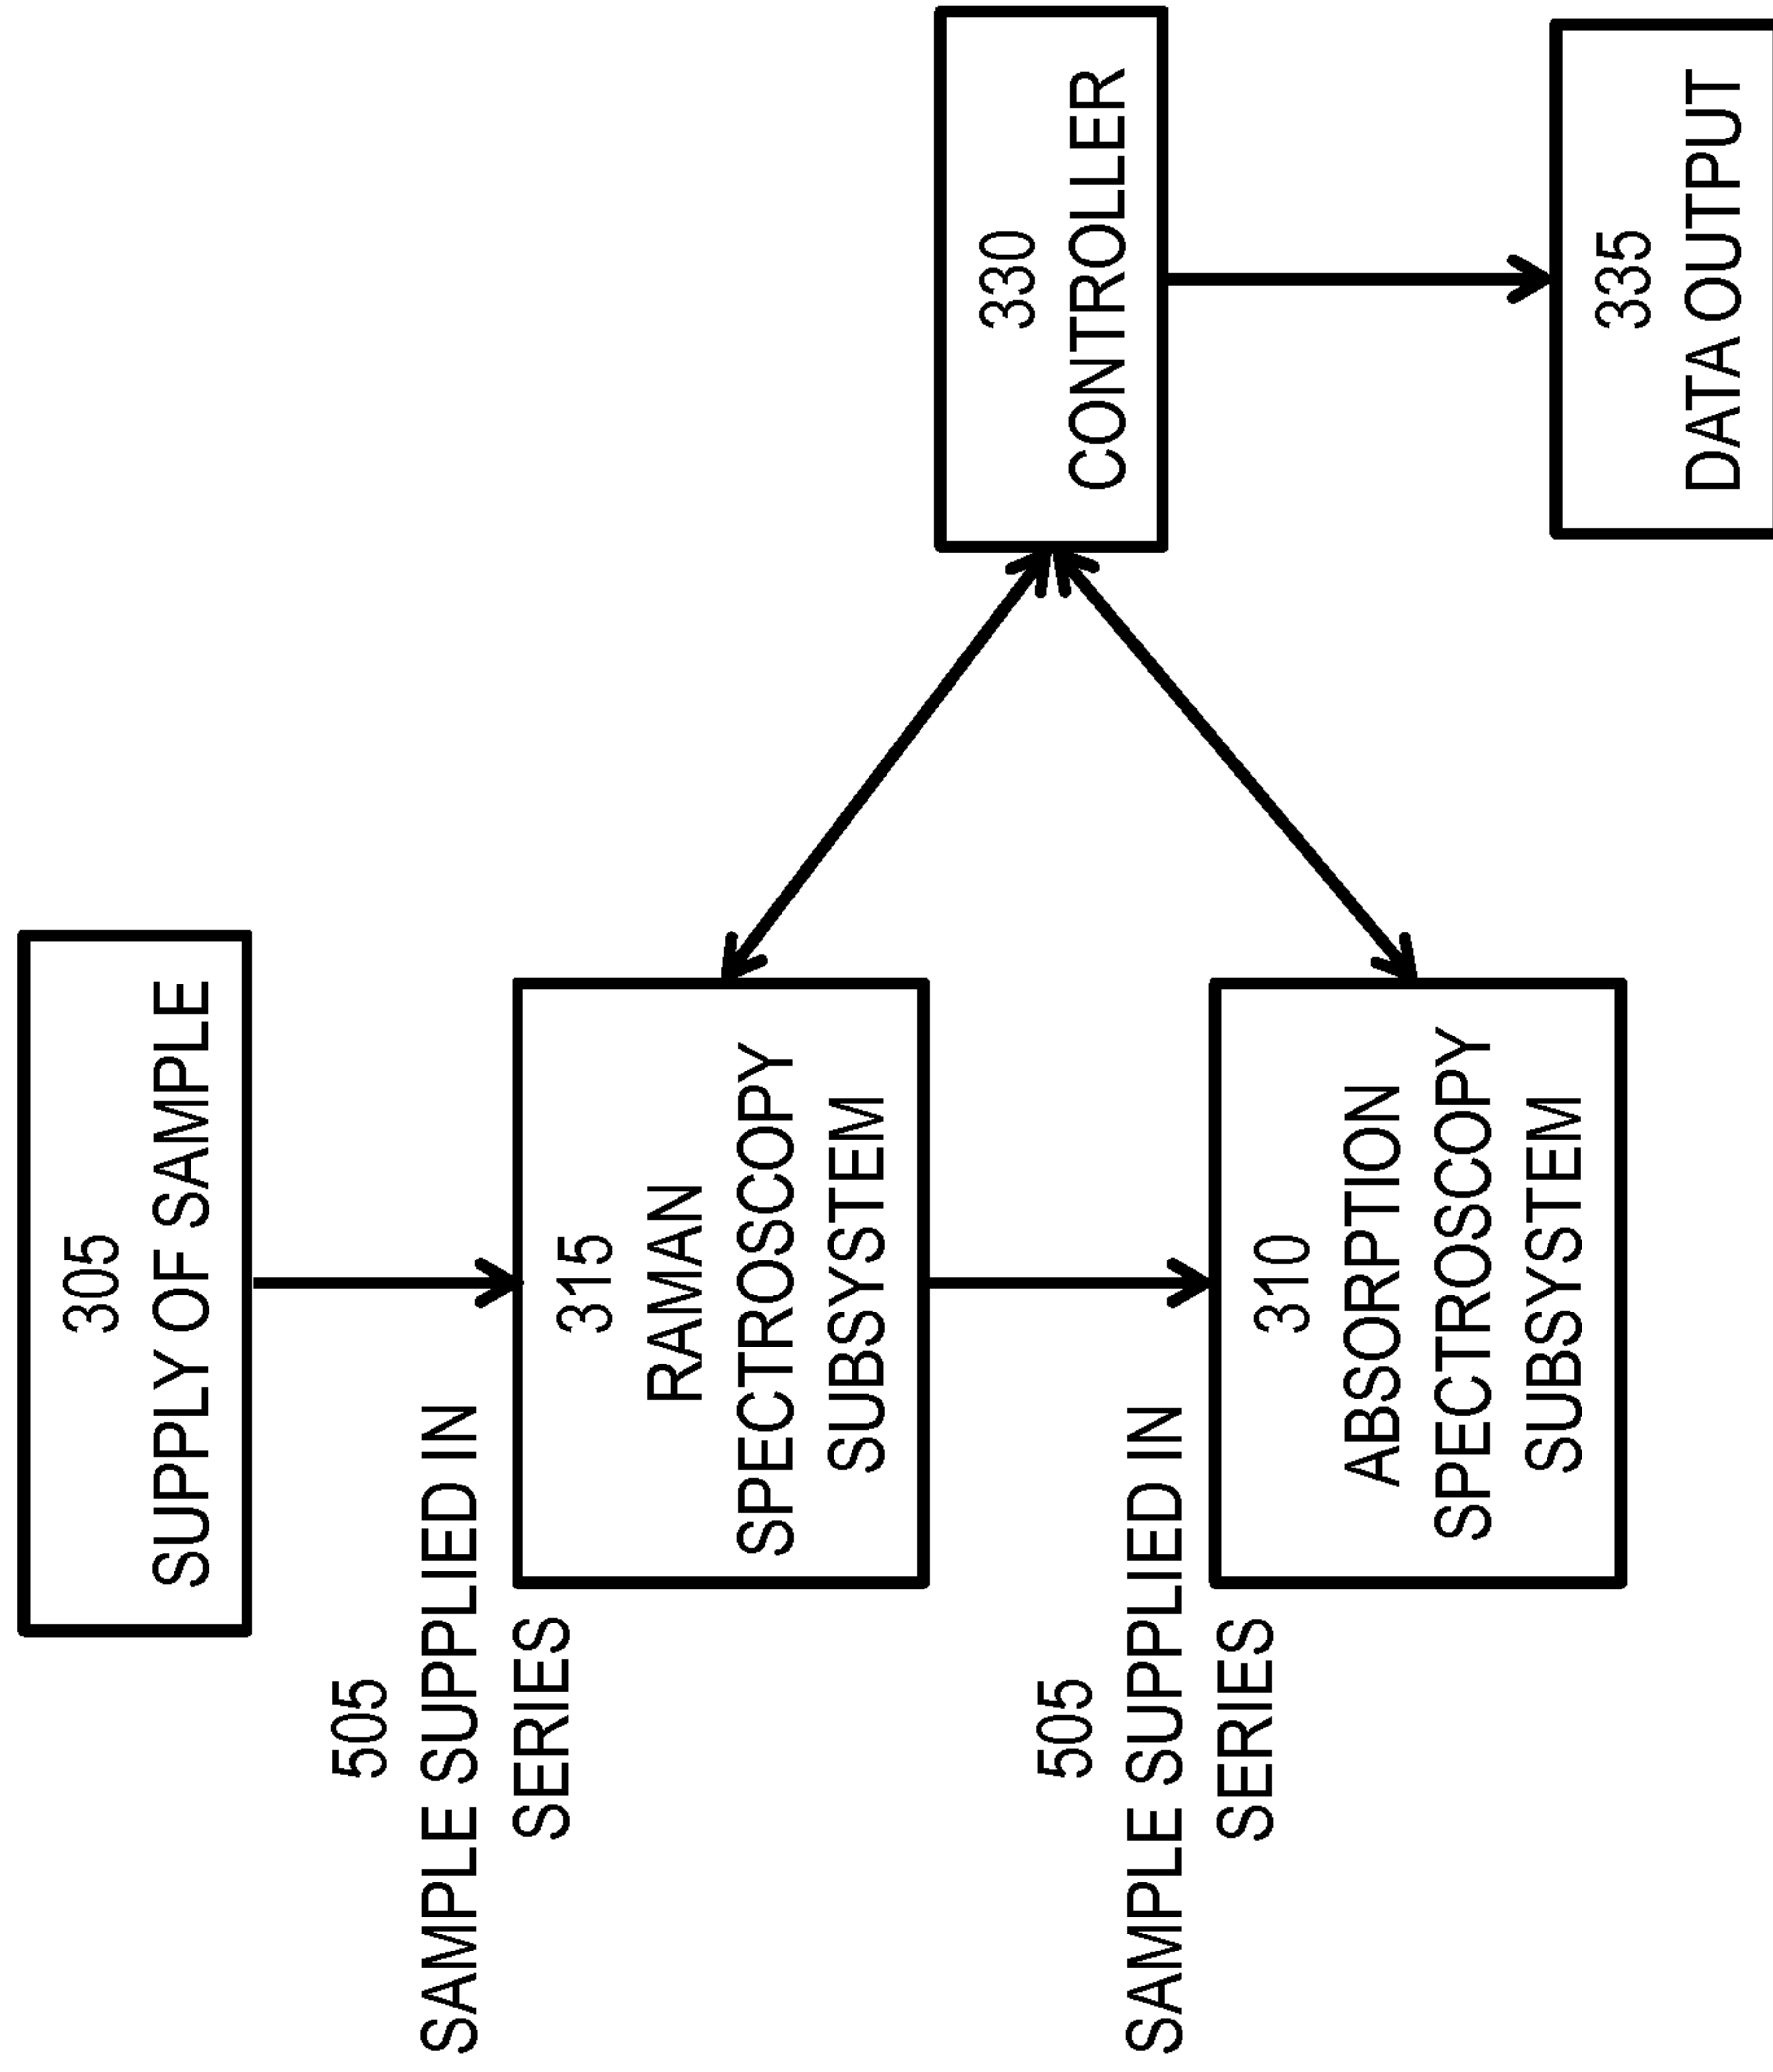 305
SUPPLY OF SAMPLE
505
SAMPLE SUPPLIED IN
SERIES
315
RAMAN
SPECTROSCOPY
SUBSYSTEM
505
SAMPLE SUPPLIED IN
SERIES
310
ABSORPTION
SPECTROSCOPY
SUBSYSTEM
330
CONTROLLER
335
DATA OUTPUT